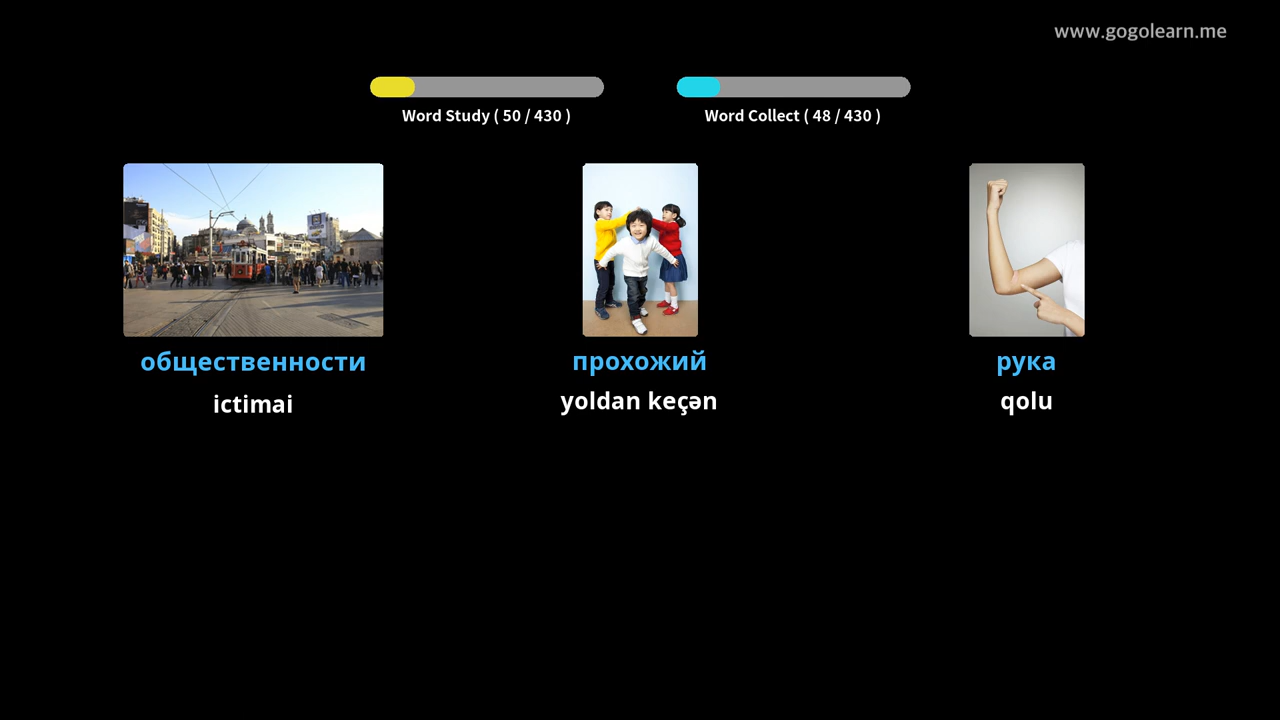 www.gogolearn.me
Word Study ( 50 / 430 )
Word Collect ( 48 / 430 )
общественности
прохожий
рука
ictimai
yoldan keçən
qolu